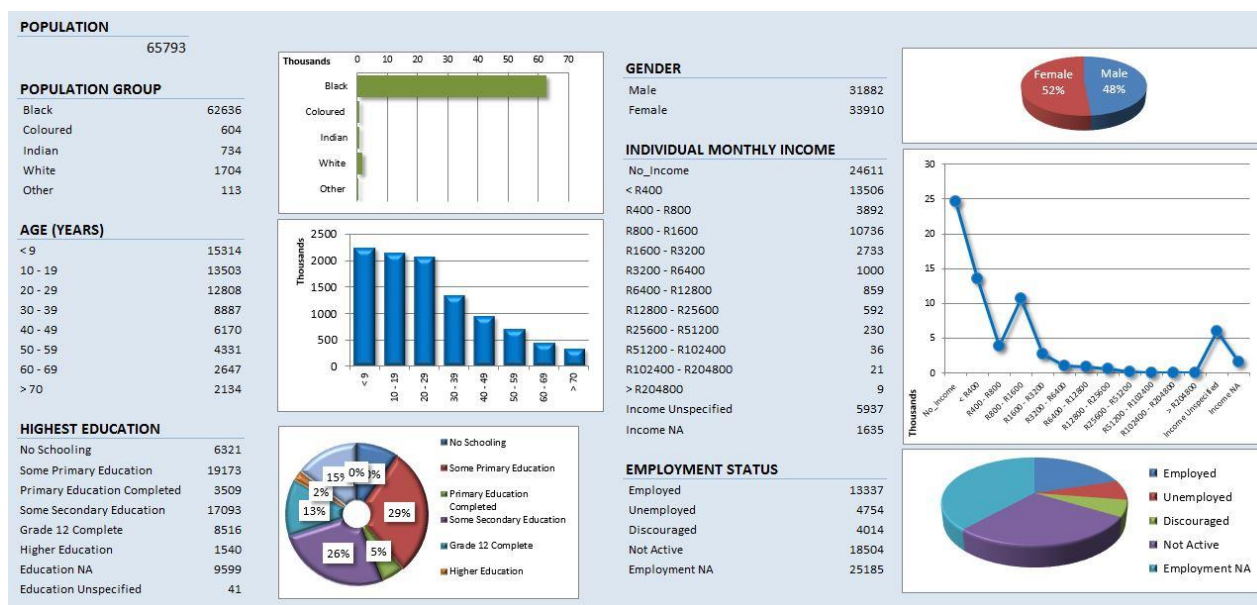 POPULATION
65793
POPULATION GROUP
Black 62636
Coloured 604
Indian 734
White 1704
Other 113
AGE (YEARS)
< 9 15314
10 - 19 13503
20 - 29 12808
30 - 39 8887
40 - 49 6170
50 - 59 4331
60 - 69 2647
> 70 2134
HIGHEST EDUCATION
No Schooling 6321
Some Primary Education 19173
Primary Education Completed 3509
Some Secondary Education 17093
Grade 12 Complete 8516
Higher Education 1540
Education NA 9599
Education Unspecified 41
Thousands 0 10 20 30 40 50 60 70
Black
Coloured
Indian
White
Other
Thousands
2500
2000
1500
1000
500
0
< 9 10 - 19 20 - 29 30 - 39 40 - 49 50 - 59 60 - 69 > 70
15% 0%
2%
13% 29%
26% 5%
No Schooling
Some Primary Education
Primary Education
Completed
Some Secondary Education
Grade 12 Complete
Higher Education
GENDER
Male 31882
Female 33910
INDIVIDUAL MONTHLY INCOME
No_Income 24611
< R400 13506
R400 - R800 3892
R800 - R1600 10736
R1600 - R3200 2733
R3200 - R6400 1000
R6400 - R12800 859
R12800 - R25600 592
R25600 - R51200 230
R51200 - R102400 36
R102400 - R204800 21
> R204800 9
Income Unspecified 5937
Income NA 1635
EMPLOYMENT STATUS
Employed 13337
Unemployed 4754
Discouraged 4014
Not Active 18504
Employment NA 25185
Female Male
52% 48%
30
25
20
15
10
5
0
Thousands
No_Income < R400 R400 - R800 R800 - R1600 R1600 - R3200 R3200 - R6400 R6400 - R12800 R12800 - R25600 R25600 - R51200 R51200 - R102400 R102400 - R204800 > R204800 Income Unspecified Income NA
Employed
Unemployed
Discouraged
Not Active
Employment NA